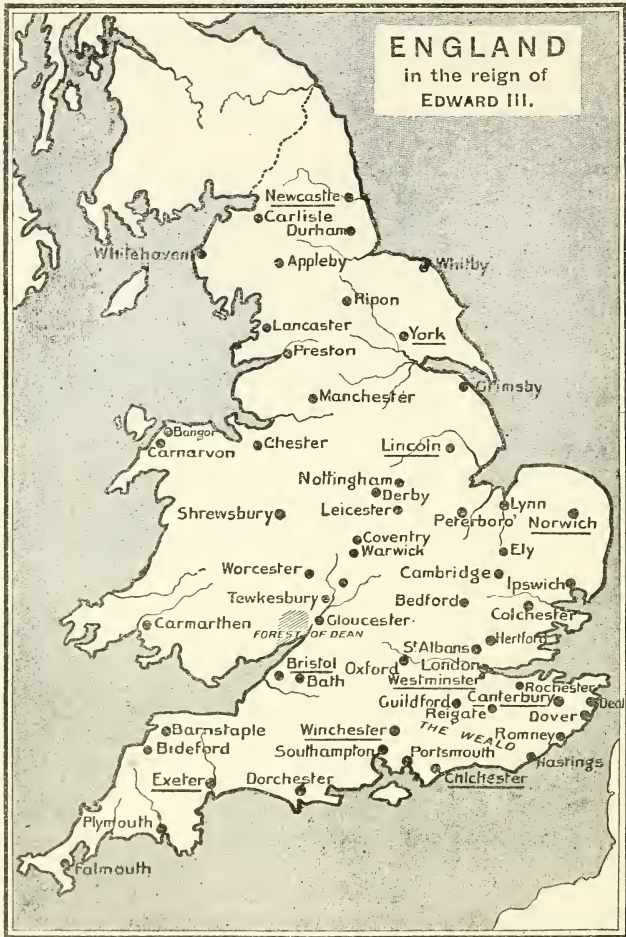 ENGLAND
in the reign of
EDWARD III.
Newcastle
Carlisle
Durham
Whitehaven
Appleby
Whitby
Ripon
Lancaster
York
Preston
Grimsby
Manchester
Bangor
Carnarvon
Chester
Lincoln
Nottingham
Derby
Lynn
Shrewsbury
Leicester
Peterboro'
Norwich
Coventry
Warwick
Ely
Worcester
Cambridge
Ipswich
Tewkesbury
Bedford
Colchester
Carmarthen
Gloucester
FOREST OF DEAN
Hertford
St Albans
Bristol
Oxford
London
Bath
Westminster
Rochester
Guildford
Canterbury
Deal
Reigate
Dover
Barnstaple
Winchester
THE WEALD
Romney
Bideford
Southampton
Portsmouth
Hastings
Exeter
Dorchester
Chichester
Plymouth
Falmouth